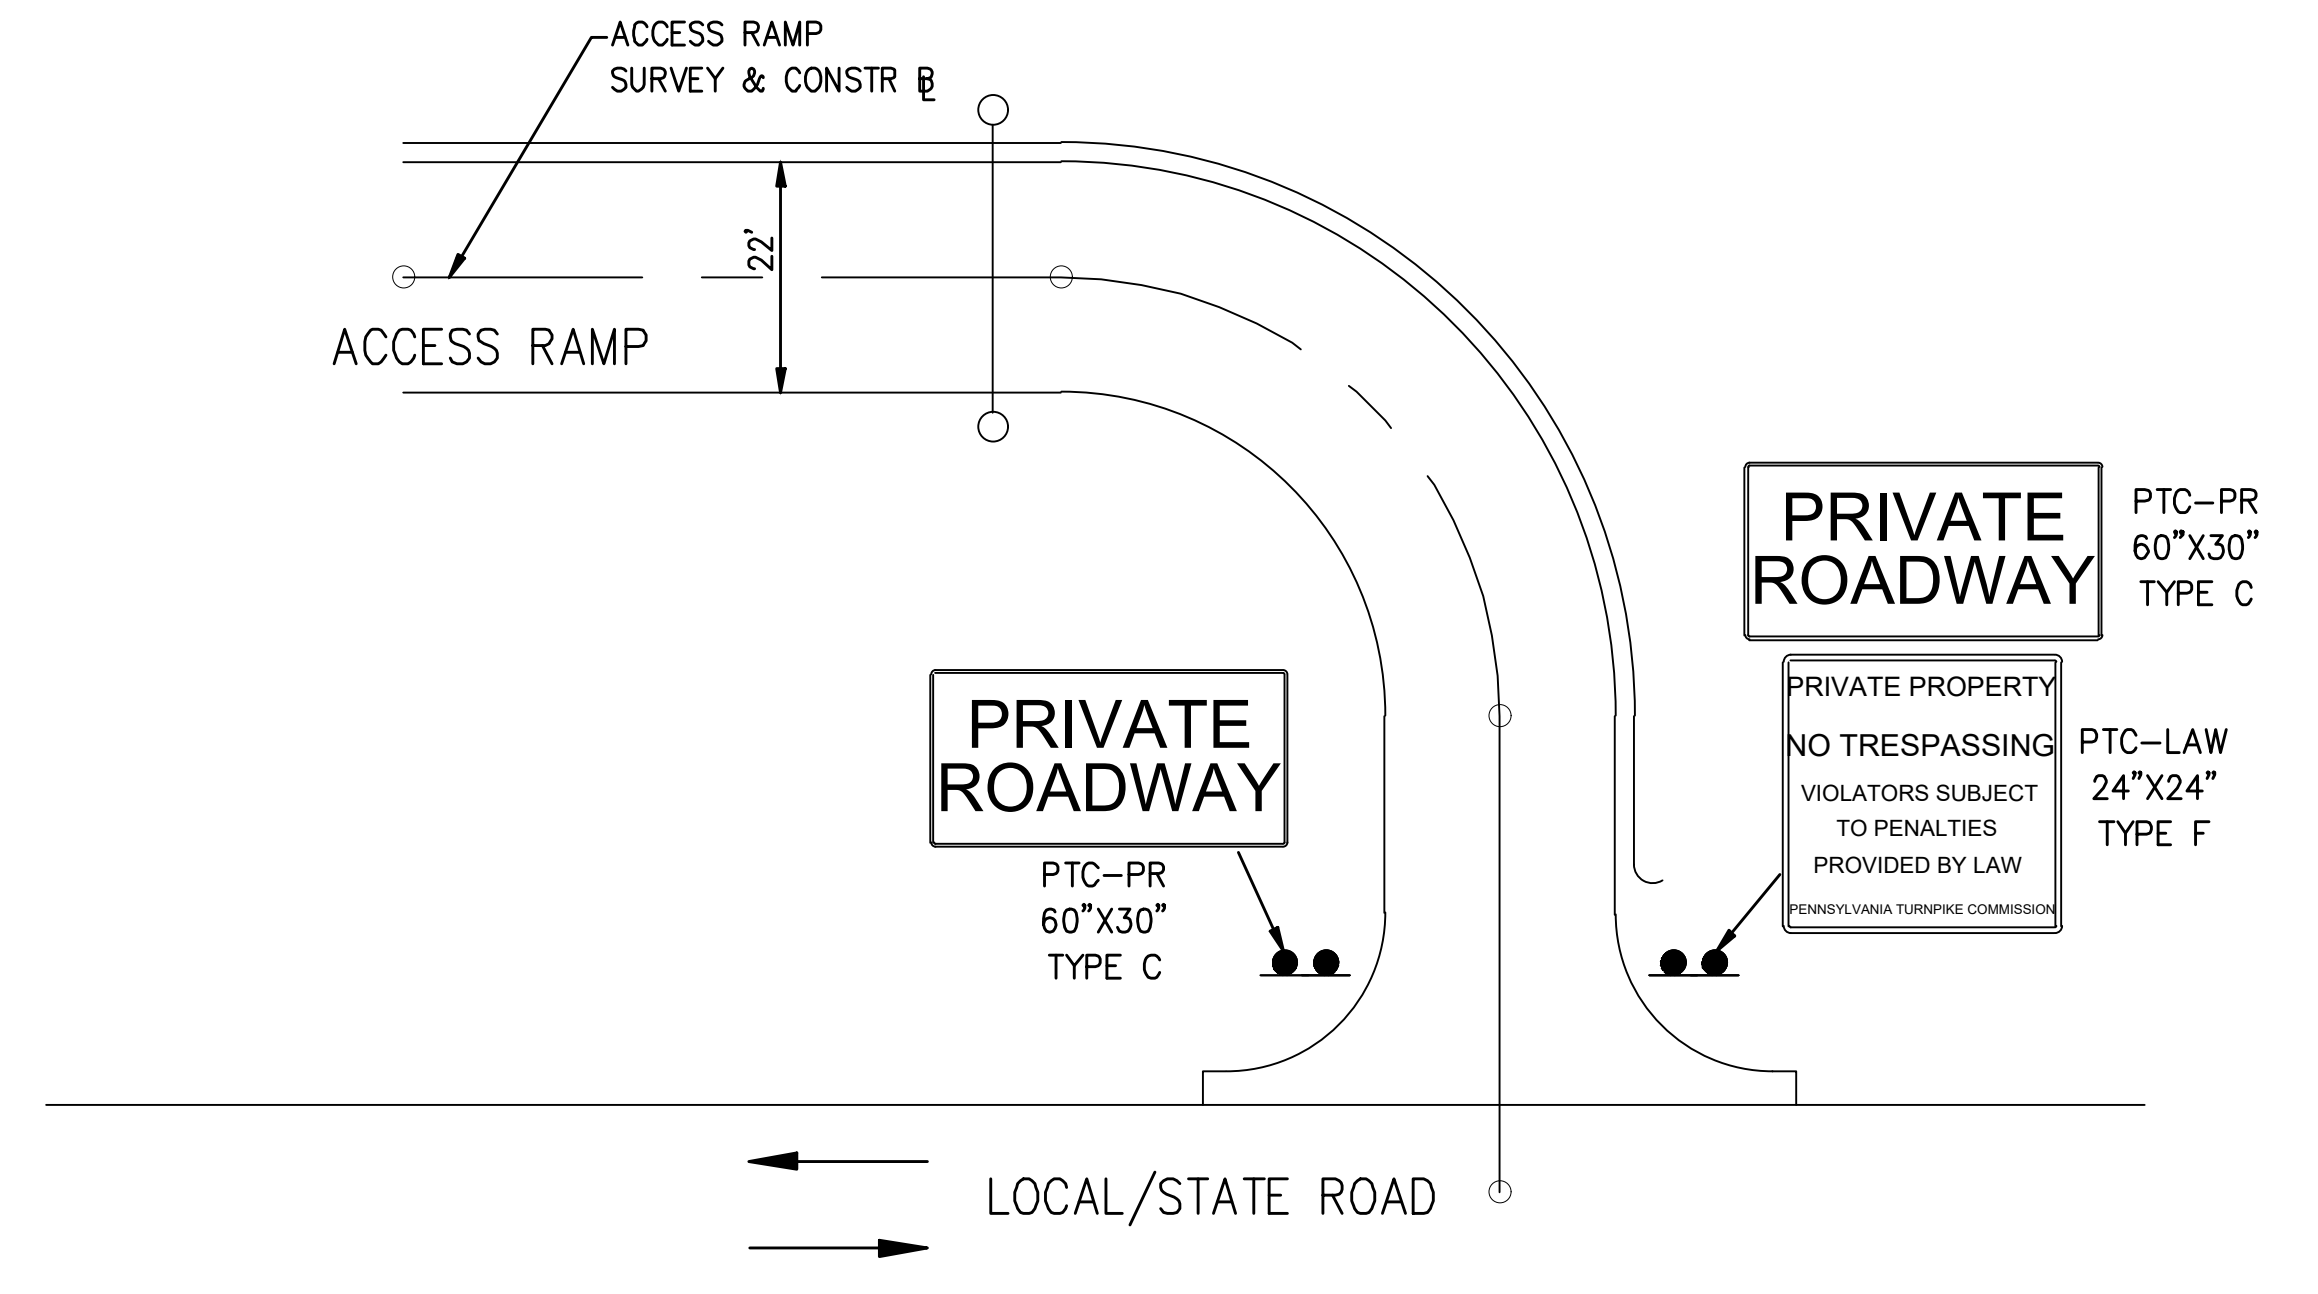 ACCESS RAMP
SURVEY & CONSTR BL
22'
ACCESS RAMP
PRIVATE
ROADWAY
PTC-PR
60"X30"
TYPE C
PRIVATE PROPERTY
NO TRESPASSING
VIOLATORS SUBJECT
TO PENALTIES
PROVIDED BY LAW
PENNSYLVANIA TURNPIKE COMMISSION
PTC-LAW
24"X24"
TYPE F
PRIVATE
ROADWAY
PTC-PR
60"X30"
TYPE C
LOCAL/STATE ROAD